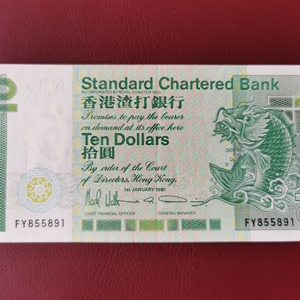 Standard Chartered Bank
INCORPORATED BY ROYAL CHARTER 1853
香港渣打銀行
Promises to pay the bearer
on demand at its office here
Ten Dollars
拾圓
By order of the Court
of Directors, Hong Kong.
1st JANUARY 1991
CHIEF FINANCIAL OFFICER GENERAL MANAGER
FY855891 FY855891